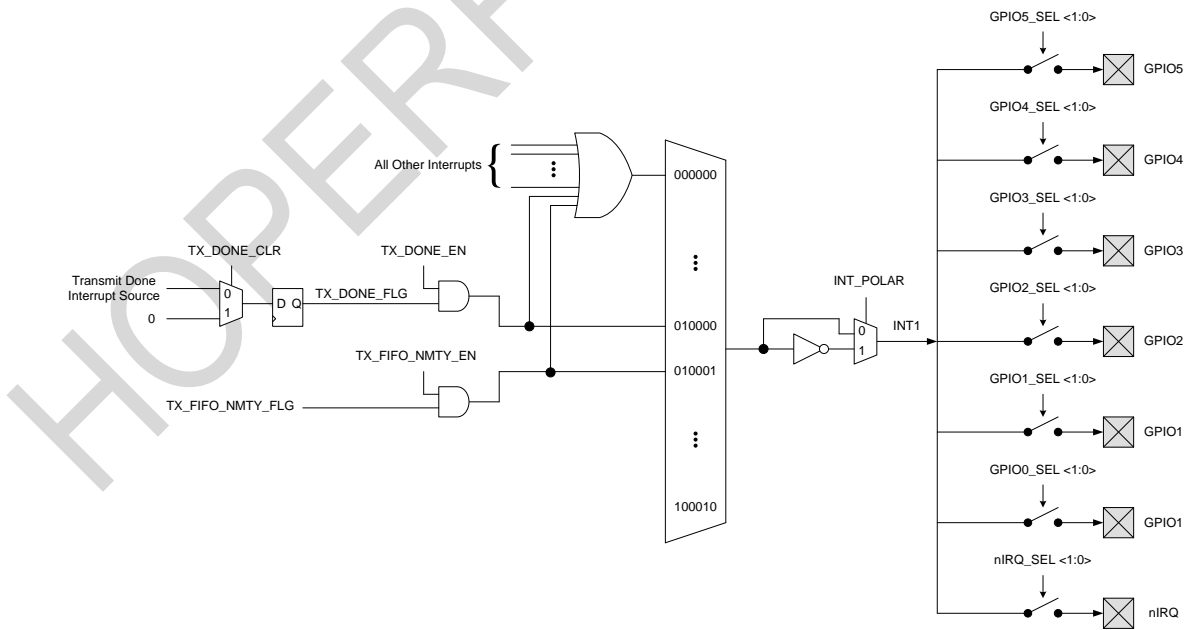 GPIO5_SEL <1:0>
GPIO5
GPIO4_SEL <1:0>
GPIO4
All Other Interrupts
000000
GPIO3_SEL <1:0>
GPIO3
TX_DONE_CLR
TX_DONE_EN
Transmit Done
Interrupt Source
0
0
1
D Q
TX_DONE_FLG
INT_POLAR
GPIO2_SEL <1:0>
010000
0
1
INT1
GPIO2
TX_FIFO_NMTY_EN
010001
TX_FIFO_NMTY_FLG
GPIO1_SEL <1:0>
GPIO1
100010
GPIO0_SEL <1:0>
GPIO1
nIRQ_SEL <1:0>
nIRQ